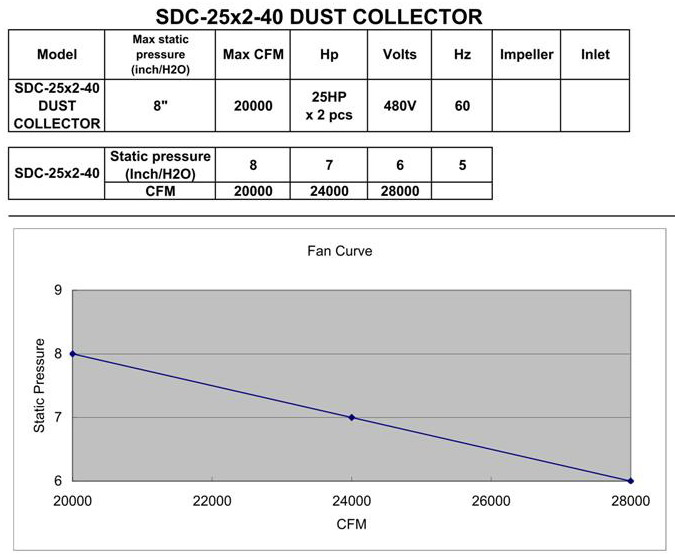 SDC-25x2-40 DUST COLLECTOR
Model Max static pressure (inch/H2O) Max CFM Hp Volts Hz Impeller Inlet
SDC-25x2-40 DUST COLLECTOR 8" 20000 25HP x 2 pcs 480V 60
SDC-25x2-40 Static pressure (Inch/H2O) 8 7 6 5
CFM 20000 24000 28000
Fan Curve
9
8
7
6
Static Pressure
20000 22000 24000 26000 28000
CFM